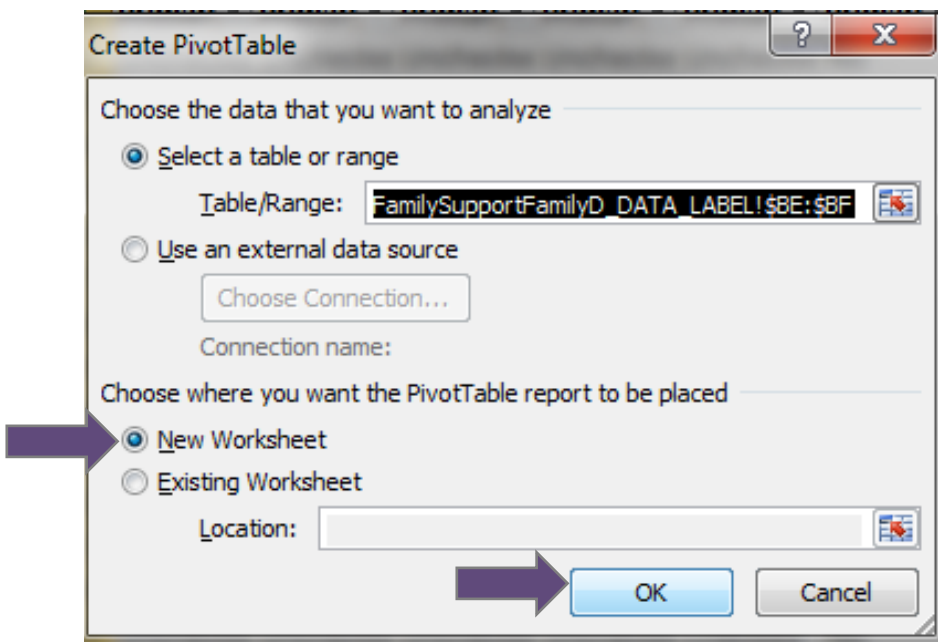 Create PivotTable
?
X
Choose the data that you want to analyze
Select a table or range
Table/Range: FamilySupportFamilyD_DATA_LABEL!$BE:$BF
Use an external data source
Choose Connection...
Connection name:
Choose where you want the PivotTable report to be placed
New Worksheet
Existing Worksheet
Location:
OK Cancel